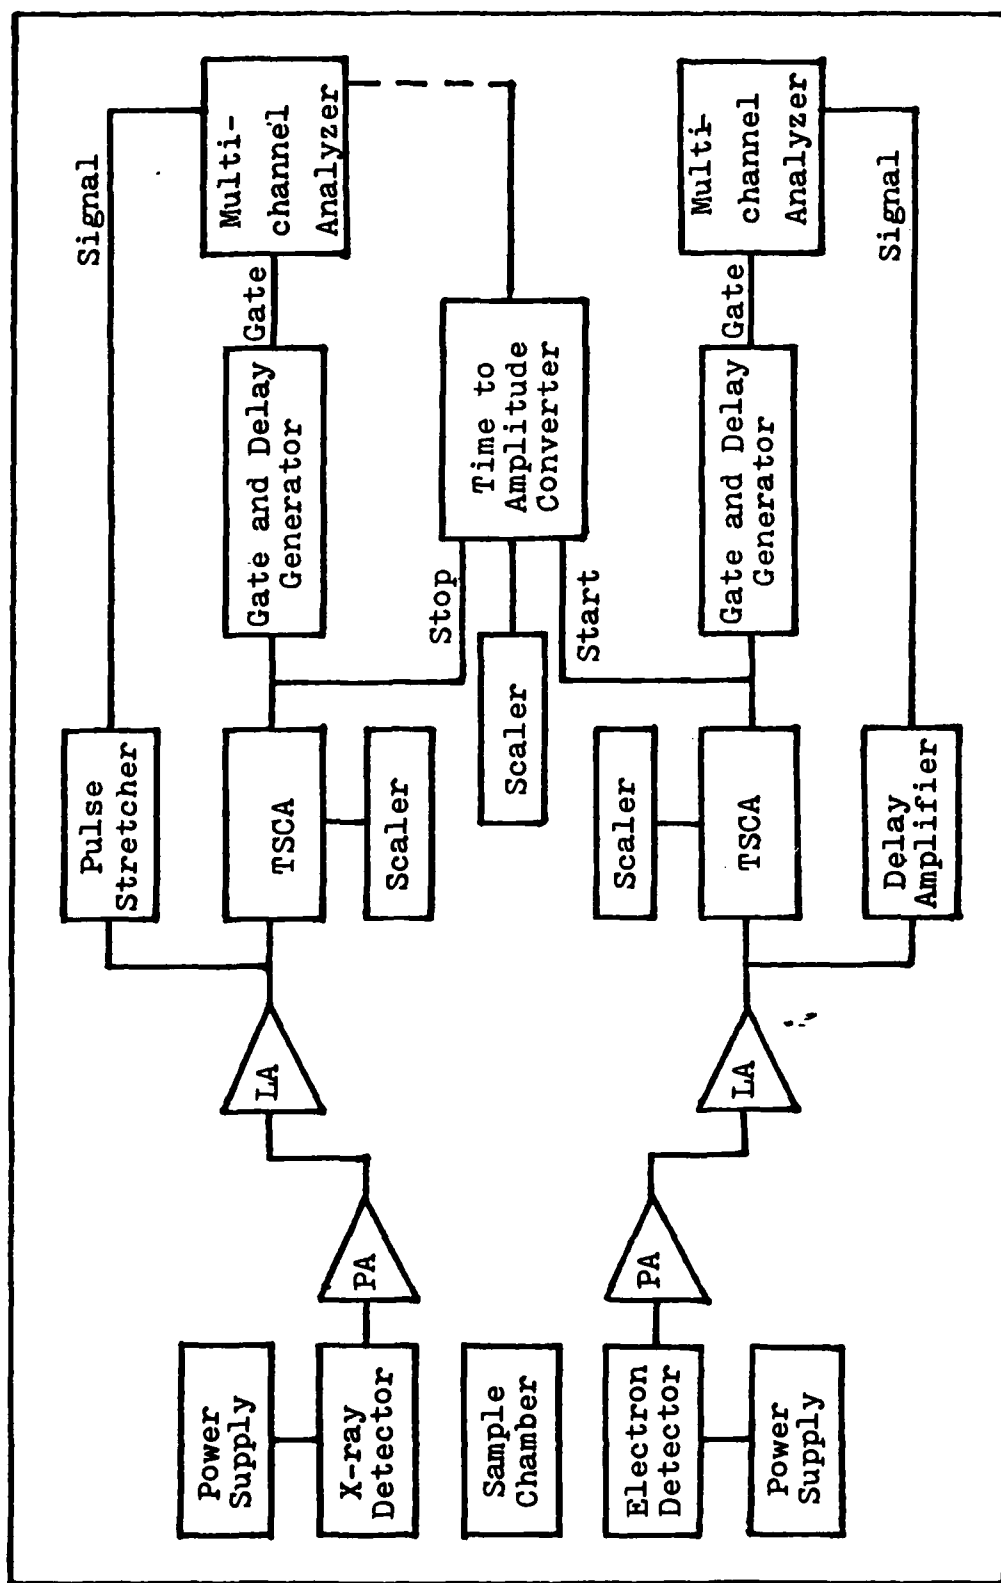 Power
Supply
X-ray
Detector
Sample
Chamber
Electron
Detector
Power
Supply
PA
PA
LA
LA
Pulse
Stretcher
TSCA
Scaler
Scaler
Scaler
TSCA
Delay
Amplifier
Stop
Start
Gate and Delay
Generator
Time to
Amplitude
Converter
Gate and Delay
Generator
Signal
Gate
Gate
Signal
Multi-
channel
Analyzer
Multi-
channel
Analyzer